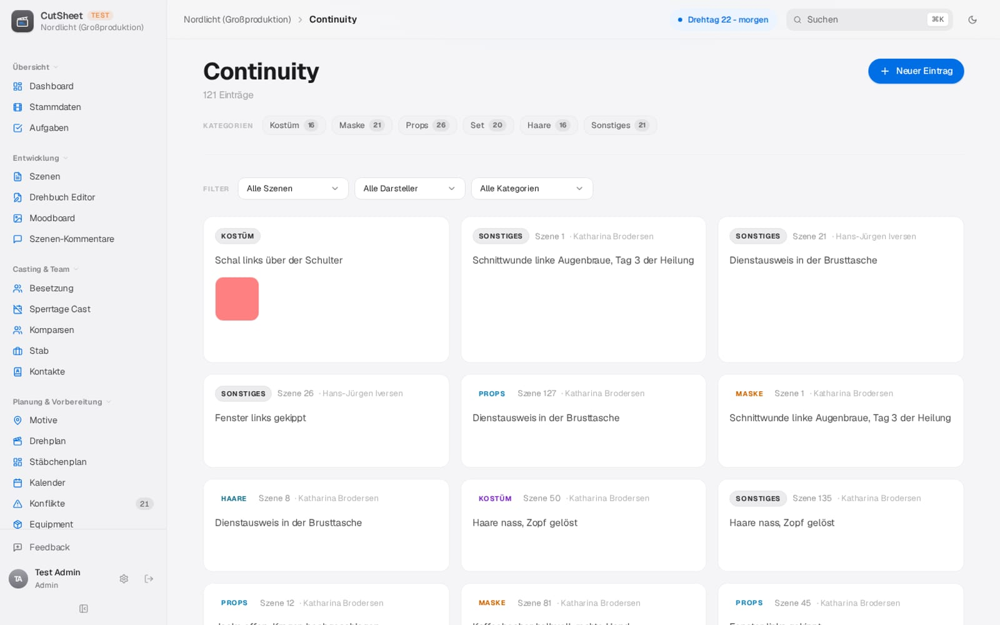 CutSheet TEST
Nordlicht (Großproduktion)
Übersicht
Dashboard
Stammdaten
Aufgaben
Entwicklung
Szenen
Drehbuch Editor
Moodboard
Szenen-Kommentare
Casting & Team
Besetzung
Sperrtage Cast
Komparsen
Stab
Kontakte
Planung & Vorbereitung
Motive
Drehplan
Stäbchenplan
Kalender
Konflikte 21
Equipment
Feedback
TA
Test Admin
Admin
Nordlicht (Großproduktion) > Continuity
Drehtag 22 - morgen
Suchen ⌘K
Continuity
Neuer Eintrag
121 Einträge
KATEGORIEN Kostüm 16 Maske 21 Props 26 Set 20 Haare 16 Sonstiges 21
FILTER Alle Szenen Alle Darsteller Alle Kategorien
KOSTÜM
Schal links über der Schulter
SONSTIGES Szene 1 · Katharina Brodersen
Schnittwunde linke Augenbraue, Tag 3 der Heilung
SONSTIGES Szene 21 · Hans-Jürgen Iversen
Dienstausweis in der Brusttasche
SONSTIGES Szene 26 · Hans-Jürgen Iversen
Fenster links gekippt
PROPS Szene 127 · Katharina Brodersen
Dienstausweis in der Brusttasche
MASKE Szene 1 · Katharina Brodersen
Schnittwunde linke Augenbraue, Tag 3 der Heilung
HAARE Szene 8 · Katharina Brodersen
Dienstausweis in der Brusttasche
KOSTÜM Szene 50 · Katharina Brodersen
Haare nass, Zopf gelöst
SONSTIGES Szene 135 · Katharina Brodersen
Haare nass, Zopf gelöst
PROPS Szene 12 · Katharina Brodersen
MASKE Szene 81 · Katharina Brodersen
PROPS Szene 45 · Katharina Brodersen